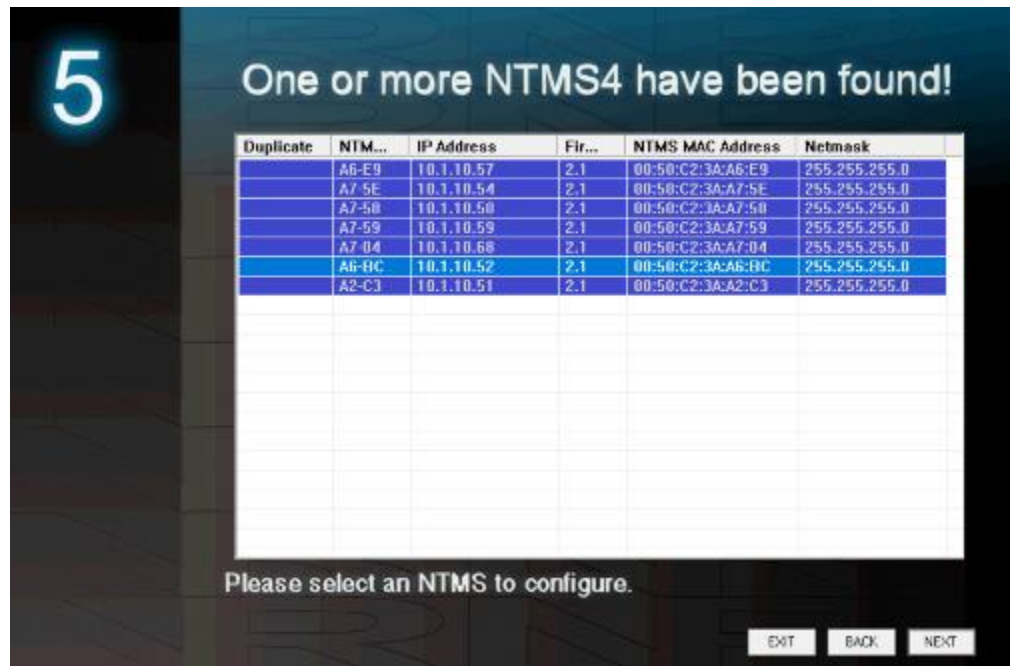 5
One or more NTMS4 have been found!
Duplicate NTM... IP Address Fir... NTMS MAC Address Netmask
A6-E9 10.1.10.57 2.1 00:50:C2:3A:A6:E9 255.255.255.0
A7-5E 10.1.10.54 2.1 00:50:C2:3A:A7:5E 255.255.255.0
A7-58 10.1.10.58 2.1 00:50:C2:3A:A7:58 255.255.255.0
A7-59 10.1.10.59 2.1 00:50:C2:3A:A7:59 255.255.255.0
A7-04 10.1.10.68 2.1 00:50:C2:3A:A7:04 255.255.255.0
A6-BC 10.1.10.52 2.1 00:50:C2:3A:A6:BC 255.255.255.0
A2-C3 10.1.10.51 2.1 00:50:C2:3A:A2:C3 255.255.255.0
Please select an NTMS to configure.
EXIT BACK NEXT